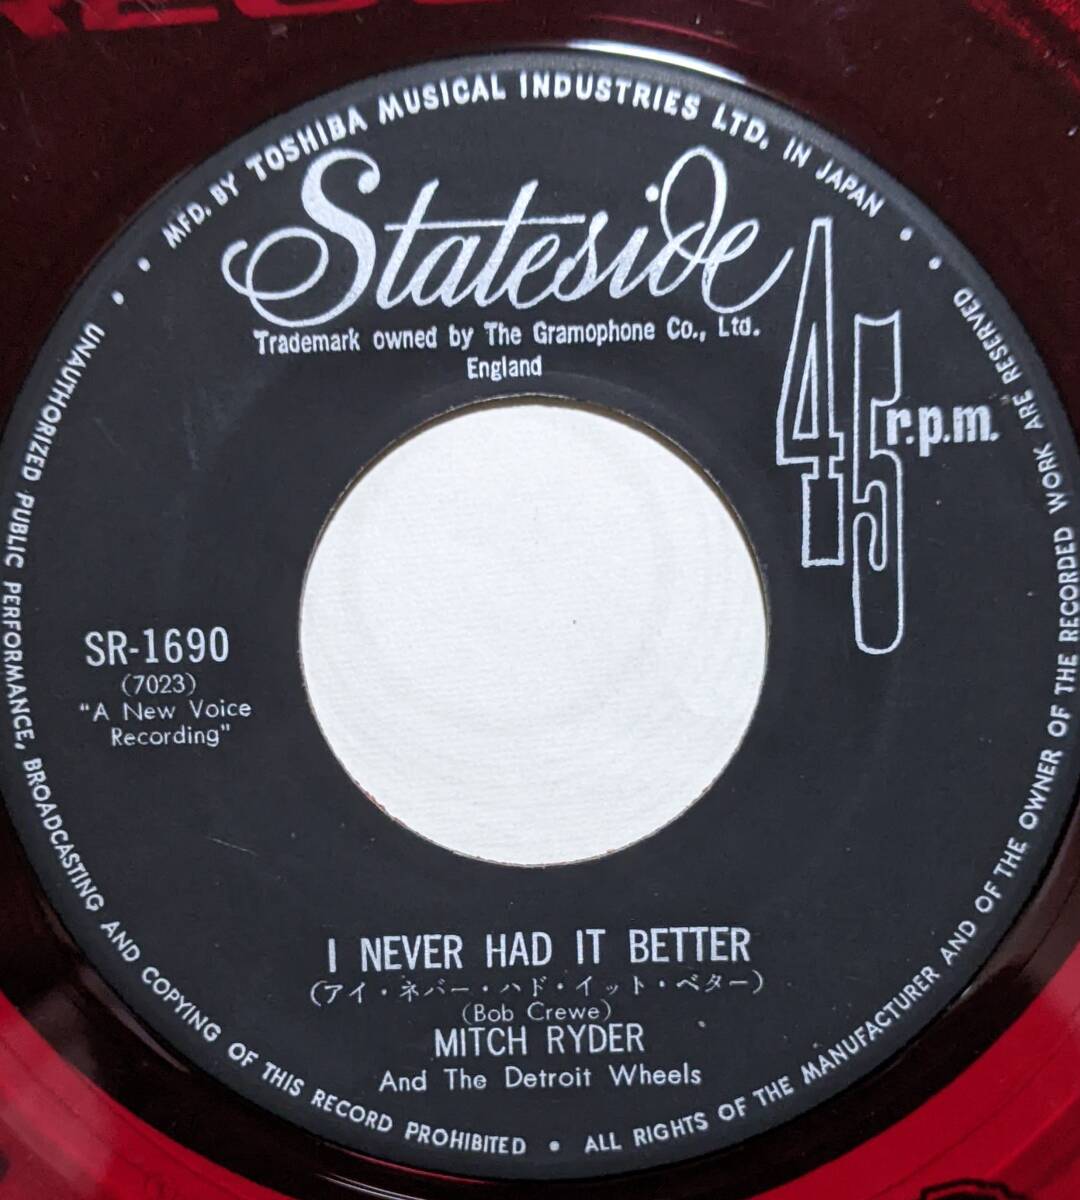 MFD. BY TOSHIBA MUSICAL INDUSTRIES LTD. IN JAPAN
Stateside
Trademark owned by The Gramophone Co., Ltd.
England
45 r.p.m.
SR-1690
(7023)
"A New Voice
Recording"
I NEVER HAD IT BETTER
(アイ・ネバー・ハド・イット・ベター)
(Bob Crewe)
MITCH RYDER
And The Detroit Wheels
UNAUTHORIZED PUBLIC PERFORMANCE, BROADCASTING AND COPYING OF THIS RECORD PROHIBITED • ALL RIGHTS OF THE MANUFACTURER AND OF THE OWNER OF THE RECORDED WORK ARE RESERVED